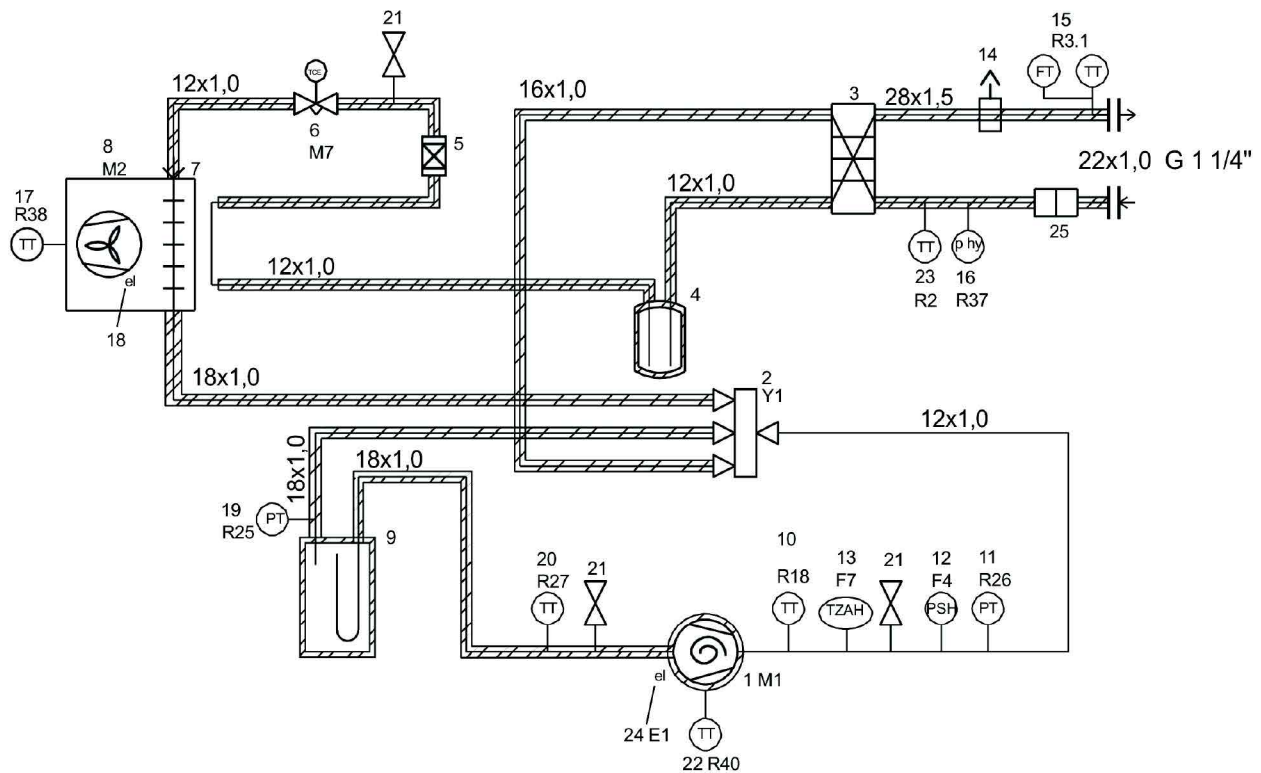 21
15
R3.1
TCE
12x1,0
14
FT
TT
16x1,0
3
28x1,5
6
M7
5
8
M2
7
22x1,0 G 1 1/4"
17
R38
12x1,0
TT
25
TT
p hy
el
12x1,0
4
23
R2
16
R37
18
18x1,0
2
Y1
12x1,0
18x1,0
18x1,0
19
R25
PT
9
20
R27
21
10
R18
13
F7
21
12
F4
11
R26
TT
TT
TZAH
PSH
PT
el
1 M1
24 E1
TT
22 R40